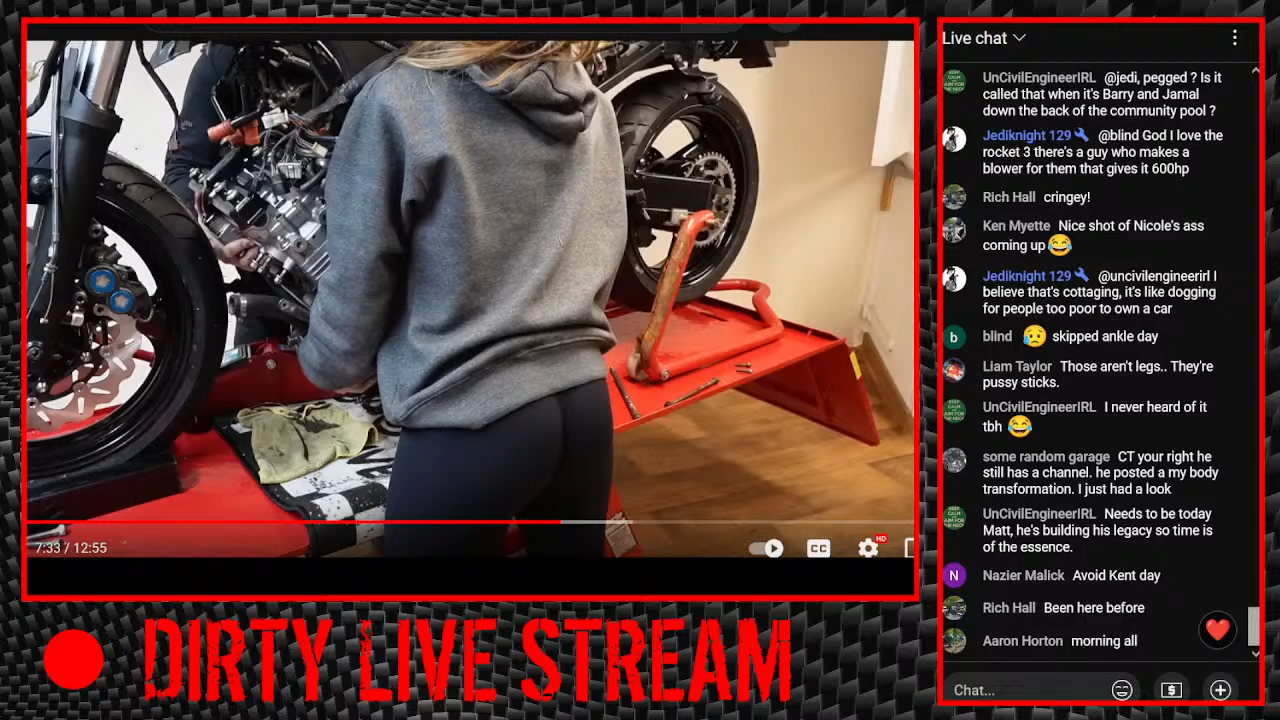 Live chat
UnCivilEngineerIRL @jedi, pegged ? Is it
called that when it's Barry and Jamal
down the back of the community pool ?
Jediknight 129 @blind God I love the
rocket 3 there's a guy who makes a
blower for them that gives it 600hp
Rich Hall cringey!
Ken Myette Nice shot of Nicole's ass
coming up 😂
Jediknight 129 @uncivilengineerirl I
believe that's cottaging, it's like dogging
for people too poor to own a car
b
blind 😥 skipped ankle day
Liam Taylor Those aren't legs.. They're
pussy sticks.
UnCivilEngineerIRL I never heard of it
tbh 😂
some random garage CT your right he
still has a channel. he posted a my body
transformation. I just had a look
UnCivilEngineerIRL Needs to be today
Matt, he's building his legacy so time is
of the essence.
N
Nazier Malick Avoid Kent day
Rich Hall Been here before
Aaron Horton morning all
Chat...
7:33 / 12:55
CC
HD
DIRTY LIVE STREAM